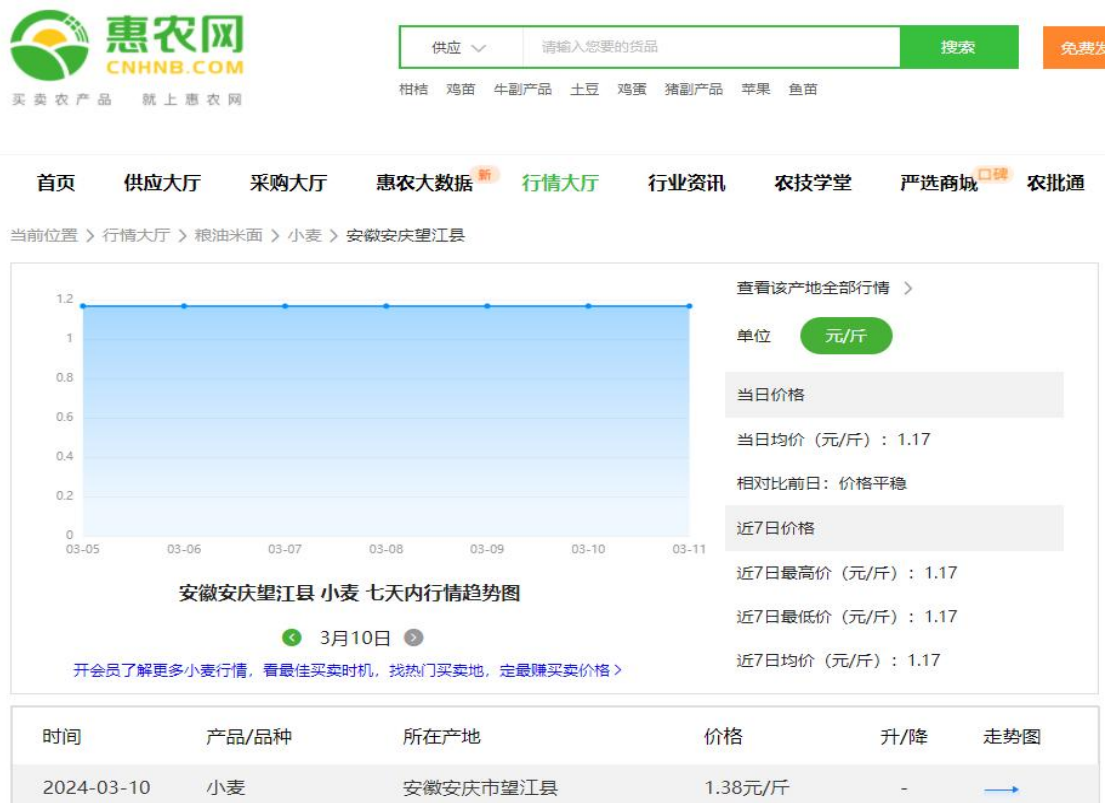 惠农网
CNHNB.COM
买卖农产品 就上惠农网
供应 请输入您要的货品 搜索 免费发
柑桔 鸡苗 牛副产品 土豆 鸡蛋 猪副产品 苹果 鱼苗
首页 供应大厅 采购大厅 惠农大数据 新 行情大厅 行业资讯 农技学堂 严选商城 口碑 农批通
当前位置 > 行情大厅 > 粮油米面 > 小麦 > 安徽安庆望江县
1.2
1
0.8
0.6
0.4
0.2
0
03-05 03-06 03-07 03-08 03-09 03-10 03-11
安徽安庆望江县 小麦 七天内行情趋势图
3月10日
开会员了解更多小麦行情，看最佳买卖时机，找热门买卖地，定最赚买卖价格 >
查看该产地全部行情 >
单位 元/斤
当日价格
当日均价（元/斤）：1.17
相对比前日：价格平稳
近7日价格
近7日最高价（元/斤）：1.17
近7日最低价（元/斤）：1.17
近7日均价（元/斤）：1.17
时间 产品/品种 所在产地 价格 升/降 走势图
2024-03-10 小麦 安徽安庆市望江县 1.38元/斤 -